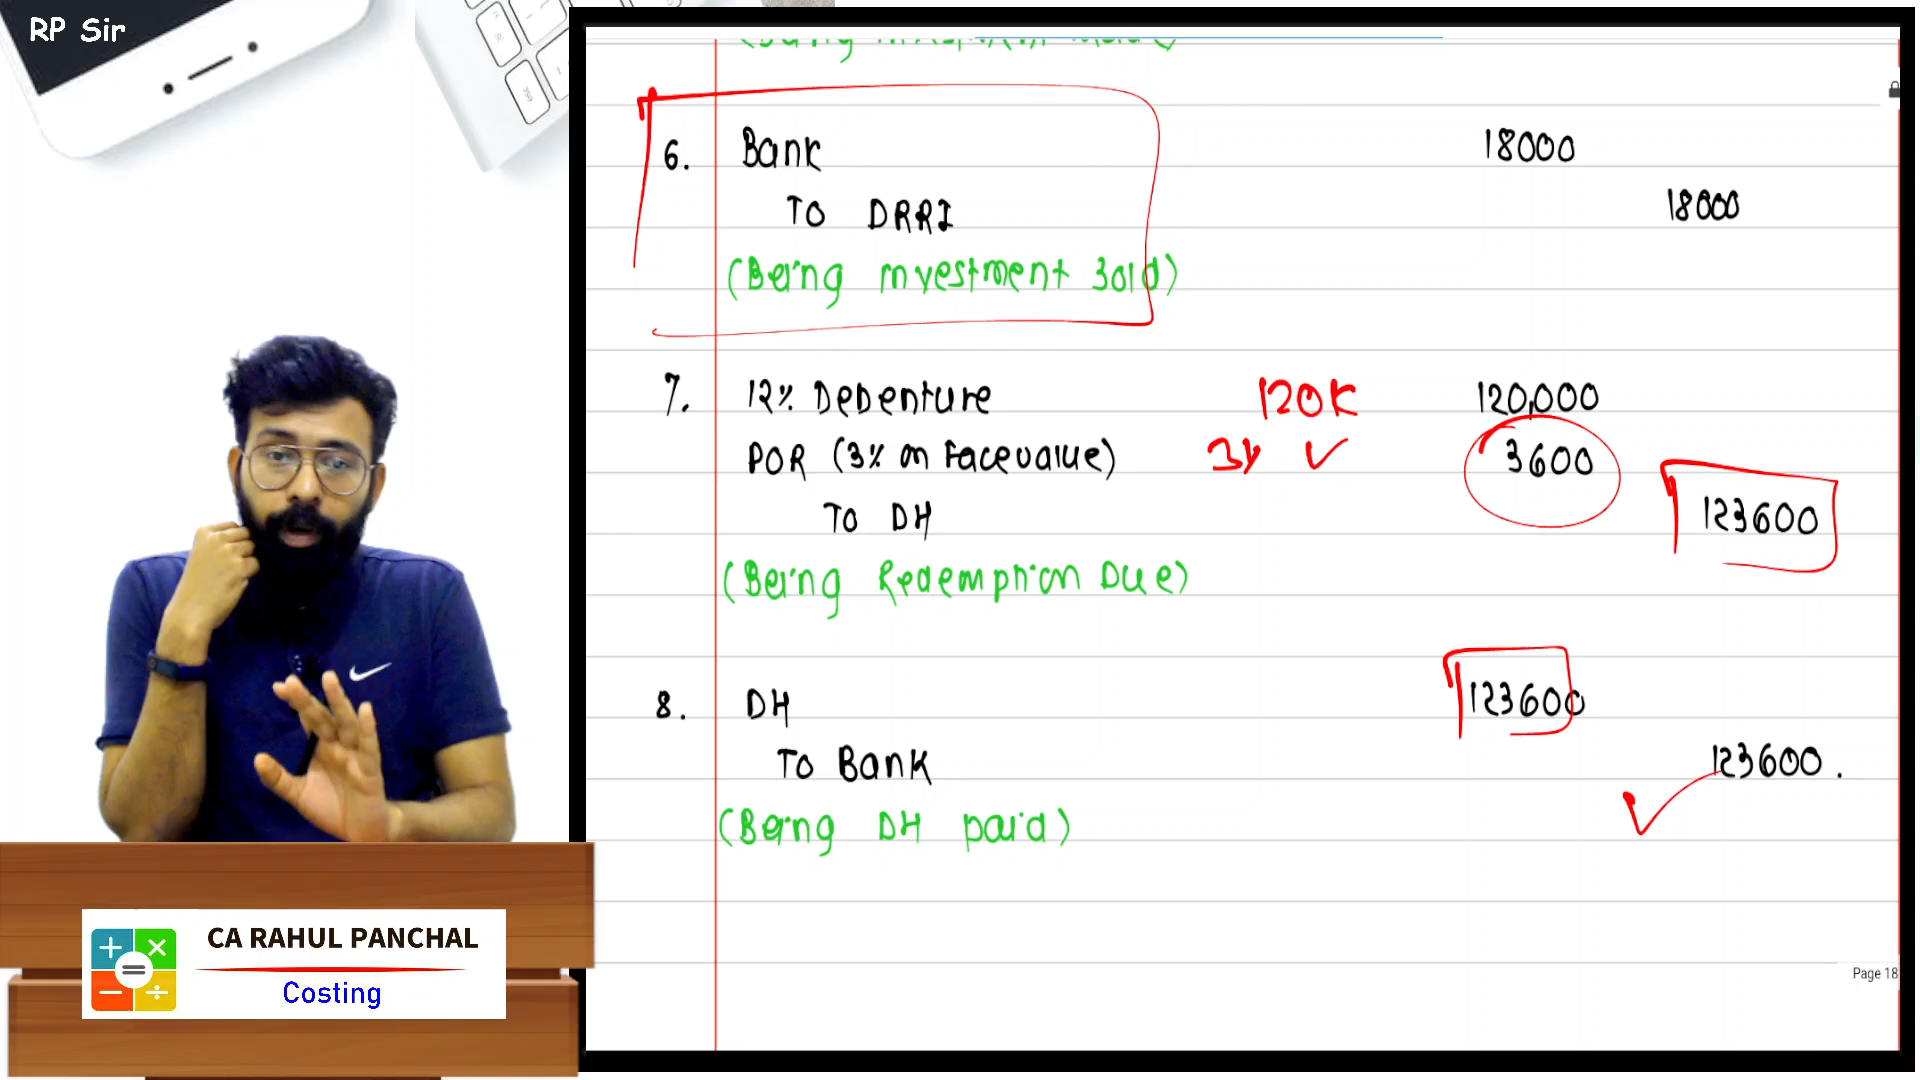 RP Sir
6. Bank 18000
To DRRI 18000
(Being investment sold)
7. 12% Debenture 120K 120,000
POR (3% on Facevalue) 3% ✓ 3600
To DH 123600
(Being Redemption Due)
8. DH 123600
To Bank 123600.
(Being DH paid)
CA RAHUL PANCHAL
Costing
Page 18